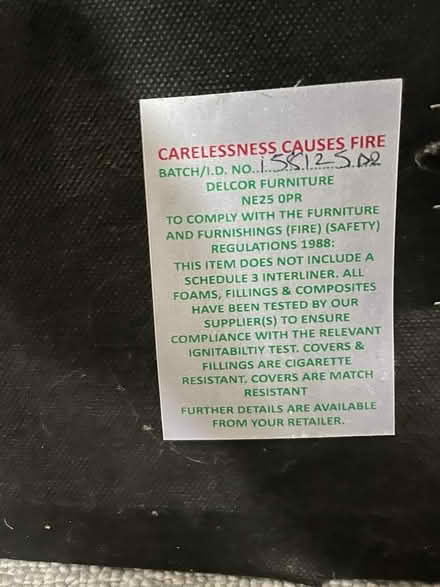 CARELESSNESS CAUSES FIRE
BATCH/I.D. NO. 158125
DELCOR FURNITURE
NE25 0PR
TO COMPLY WITH THE FURNITURE
AND FURNISHINGS (FIRE) (SAFETY)
REGULATIONS 1988:
THIS ITEM DOES NOT INCLUDE A
SCHEDULE 3 INTERLINER. ALL
FOAMS, FILLINGS & COMPOSITES
HAVE BEEN TESTED BY OUR
SUPPLIER(S) TO ENSURE
COMPLIANCE WITH THE RELEVANT
IGNITABILTIY TEST. COVERS &
FILLINGS ARE CIGARETTE
RESISTANT. COVERS ARE MATCH
RESISTANT
FURTHER DETAILS ARE AVAILABLE
FROM YOUR RETAILER.